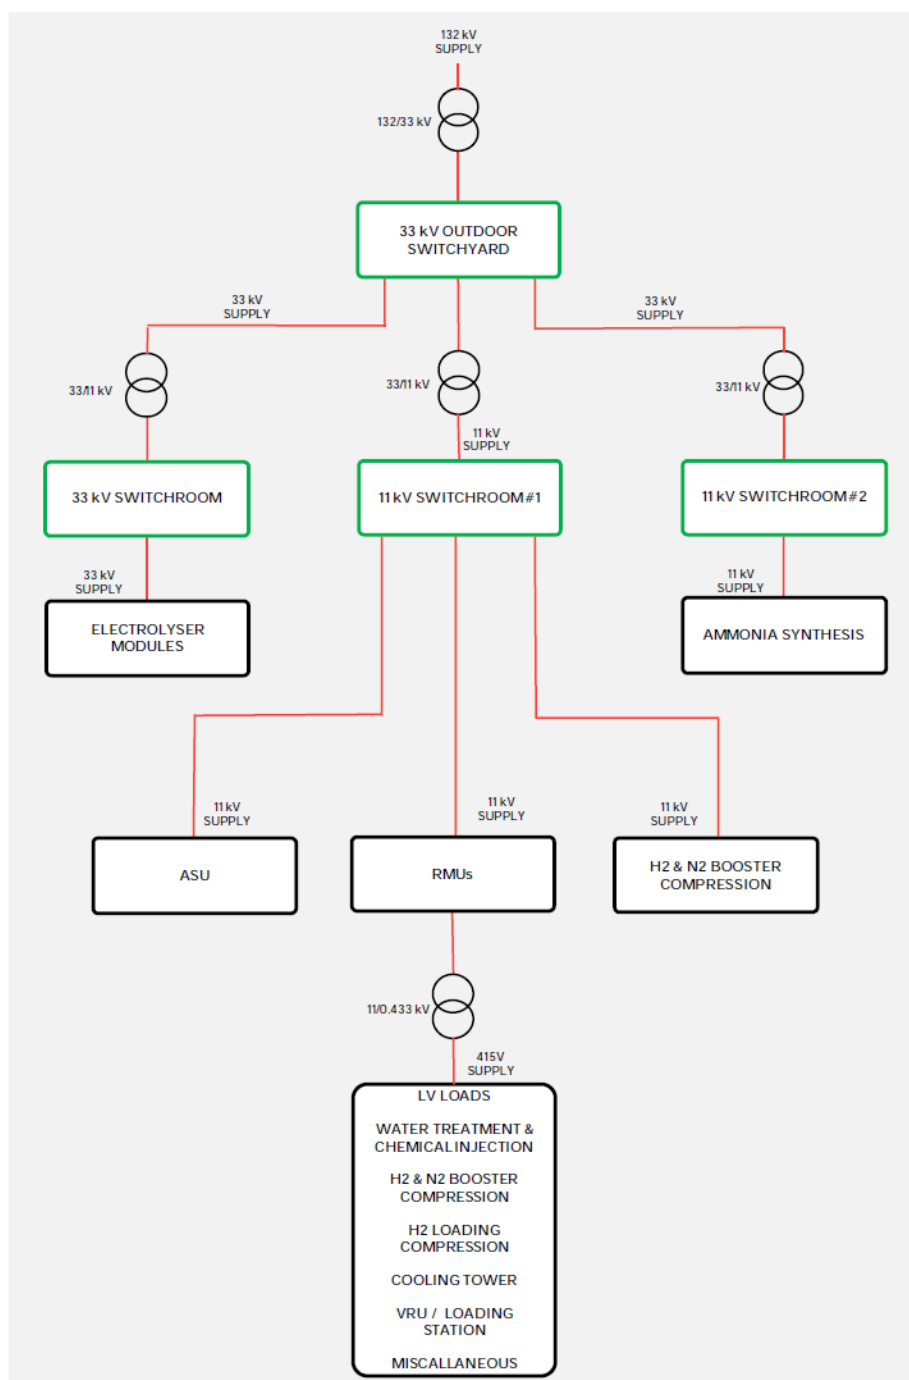 132 kV
SUPPLY
132/33 kV
33 kV OUTDOOR
SWITCHYARD
33 kV
SUPPLY
33 kV
SUPPLY
33/11 kV
33/11 kV
33/11 kV
11 kV
SUPPLY
33 kV SWITCHROOM
11 kV SWITCHROOM #1
11 kV SWITCHROOM #2
33 kV
SUPPLY
11 kV
SUPPLY
ELECTROLYSER
MODULES
AMMONIA SYNTHESIS
11 kV
SUPPLY
11 kV
SUPPLY
11 kV
SUPPLY
ASU
RMUs
H2 & N2 BOOSTER
COMPRESSION
11/0.433 kV
415V
SUPPLY
LV LOADS
WATER TREATMENT &
CHEMICAL INJECTION
H2 & N2 BOOSTER
COMPRESSION
H2 LOADING
COMPRESSION
COOLING TOWER
VRU / LOADING
STATION
MISCALLANEOUS